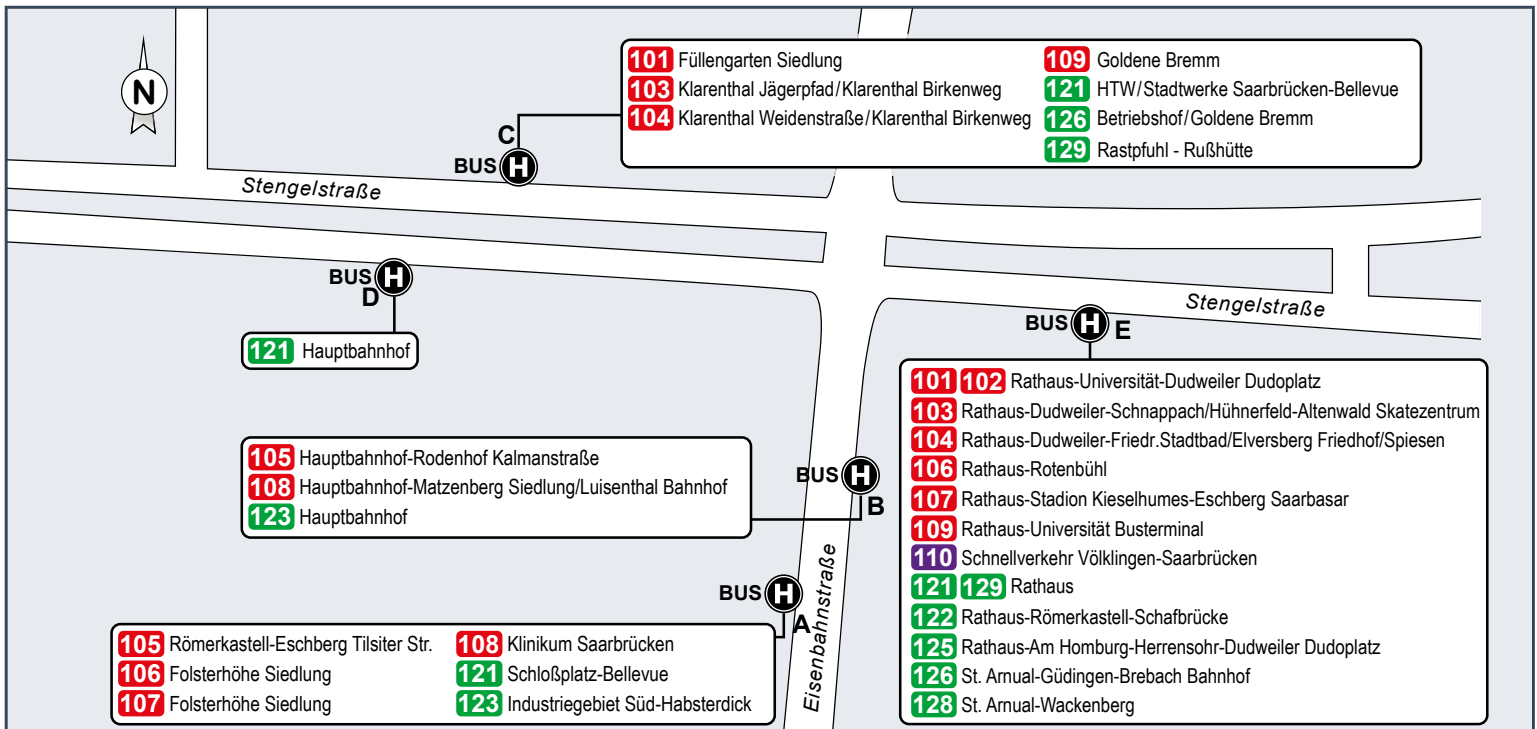 N
101 Füllengarten Siedlung
103 Klarenthal Jägerpfad/Klarenthal Birkenweg
104 Klarenthal Weidenstraße/Klarenthal Birkenweg
109 Goldene Bremm
121 HTW/Stadtwerke Saarbrücken-Bellevue
126 Betriebshof/Goldene Bremm
129 Rastpfuhl - Rußhütte
C
BUS H
Stengelstraße
BUS H
D
121 Hauptbahnhof
Stengelstraße
BUS H E
101 102 Rathaus-Universität-Dudweiler Dudoplatz
103 Rathaus-Dudweiler-Schnappach/Hühnerfeld-Altenwald Skatezentrum
104 Rathaus-Dudweiler-Friedr.Stadtbad/Elversberg Friedhof/Spiesen
106 Rathaus-Rotenbühl
107 Rathaus-Stadion Kieselhumes-Eschberg Saarbasar
109 Rathaus-Universität Busterminal
110 Schnellverkehr Völklingen-Saarbrücken
121 129 Rathaus
122 Rathaus-Römerkastell-Schafbrücke
125 Rathaus-Am Homburg-Herrensohr-Dudweiler Dudoplatz
126 St. Arnual-Güdingen-Brebach Bahnhof
128 St. Arnual-Wackenberg
105 Hauptbahnhof-Rodenhof Kalmanstraße
108 Hauptbahnhof-Matzenberg Siedlung/Luisenthal Bahnhof
123 Hauptbahnhof
BUS H
B
Eisenbahnstraße
BUS H
A
105 Römerkastell-Eschberg Tilsiter Str.
106 Folsterhöhe Siedlung
107 Folsterhöhe Siedlung
108 Klinikum Saarbrücken
121 Schloßplatz-Bellevue
123 Industriegebiet Süd-Habsterdick